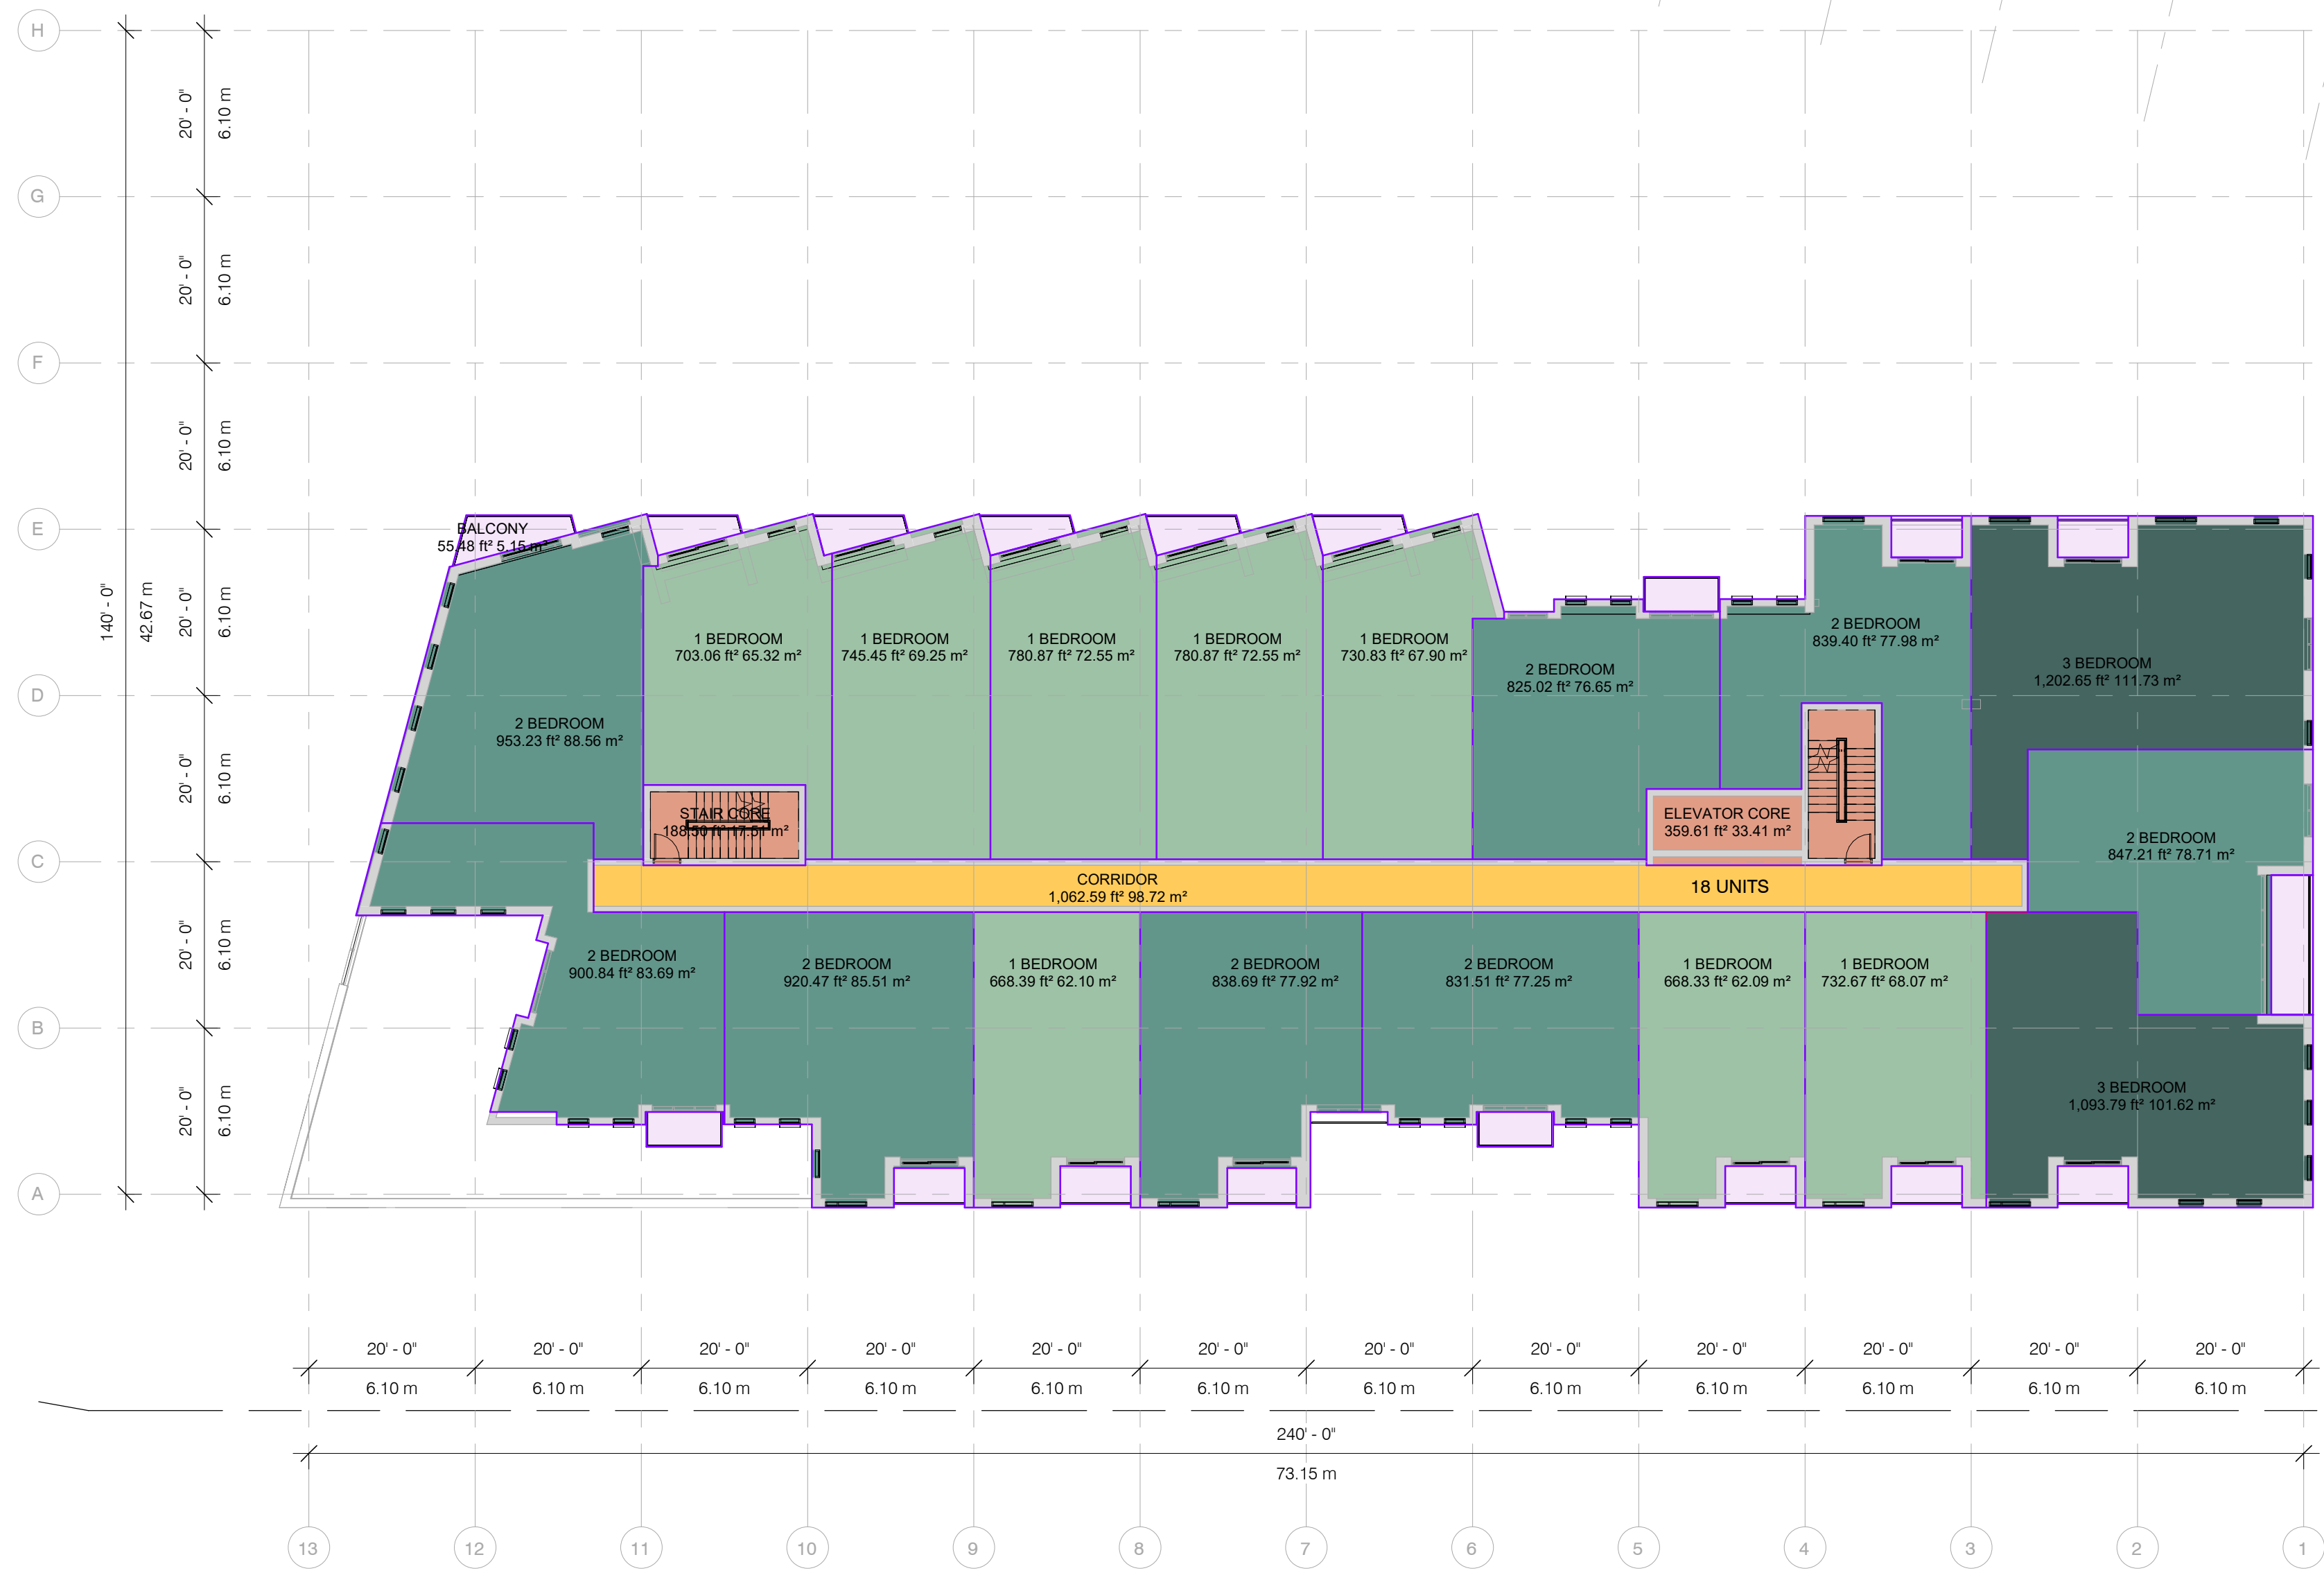 H
G
F
E
D
C
B
A
20' - 0"
6.10 m
20' - 0"
6.10 m
20' - 0"
6.10 m
20' - 0"
6.10 m
20' - 0"
6.10 m
20' - 0"
6.10 m
20' - 0"
6.10 m
140' - 0"
42.67 m
BALCONY
55.48 ft² 5.15 m²
1 BEDROOM
703.06 ft² 65.32 m²
1 BEDROOM
745.45 ft² 69.25 m²
1 BEDROOM
780.87 ft² 72.55 m²
1 BEDROOM
780.87 ft² 72.55 m²
1 BEDROOM
730.83 ft² 67.90 m²
2 BEDROOM
825.02 ft² 76.65 m²
2 BEDROOM
839.40 ft² 77.98 m²
3 BEDROOM
1,202.65 ft² 111.73 m²
2 BEDROOM
953.23 ft² 88.56 m²
STAIR CORE
188.50 ft² 17.51 m²
ELEVATOR CORE
359.61 ft² 33.41 m²
2 BEDROOM
847.21 ft² 78.71 m²
CORRIDOR
1,062.59 ft² 98.72 m²
18 UNITS
2 BEDROOM
900.84 ft² 83.69 m²
2 BEDROOM
920.47 ft² 85.51 m²
1 BEDROOM
668.39 ft² 62.10 m²
2 BEDROOM
838.69 ft² 77.92 m²
2 BEDROOM
831.51 ft² 77.25 m²
1 BEDROOM
668.33 ft² 62.09 m²
1 BEDROOM
732.67 ft² 68.07 m²
3 BEDROOM
1,093.79 ft² 101.62 m²
20' - 0" 20' - 0" 20' - 0" 20' - 0" 20' - 0" 20' - 0" 20' - 0" 20' - 0" 20' - 0" 20' - 0" 20' - 0" 20' - 0"
6.10 m 6.10 m 6.10 m 6.10 m 6.10 m 6.10 m 6.10 m 6.10 m 6.10 m 6.10 m 6.10 m 6.10 m
240' - 0"
73.15 m
13 12 11 10 9 8 7 6 5 4 3 2 1